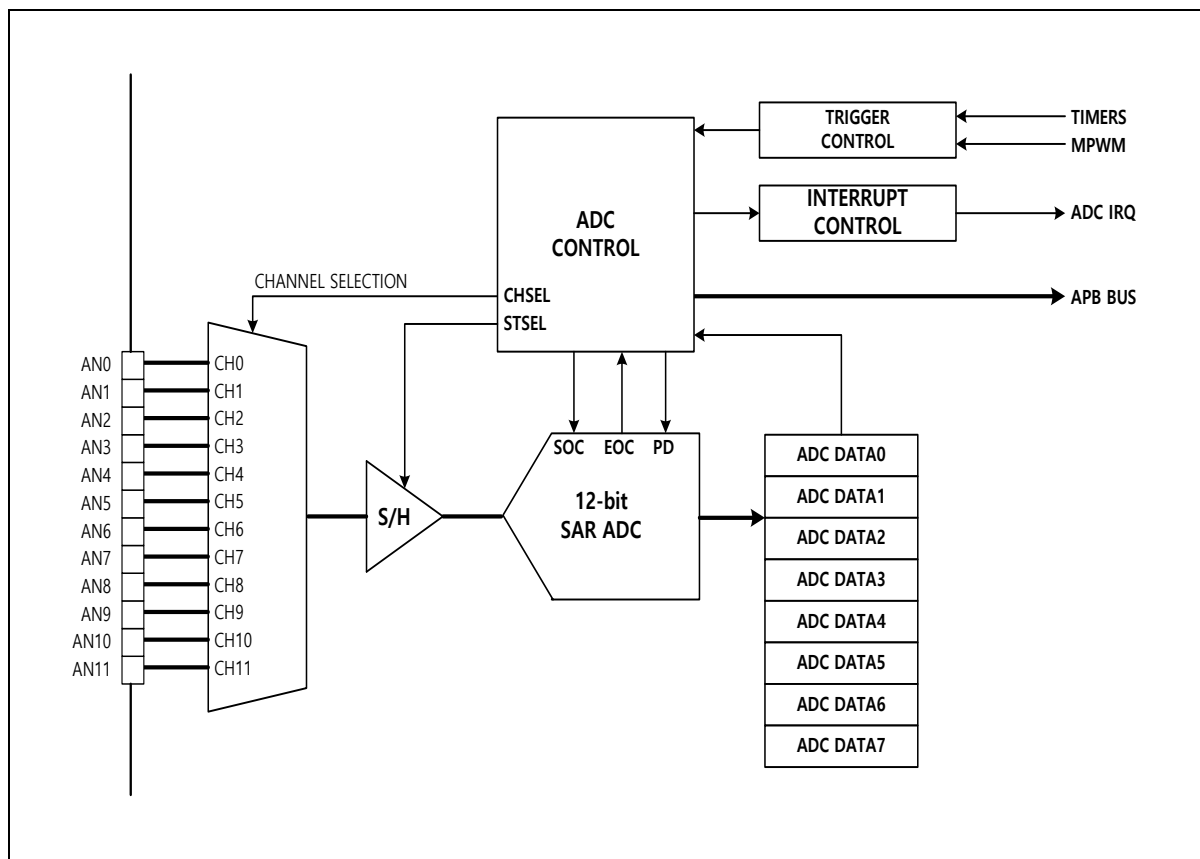 TRIGGER
CONTROL
TIMERS
MPWM
INTERRUPT
CONTROL
ADC IRQ
ADC
CONTROL
CHANNEL SELECTION
CHSEL
STSEL
APB BUS
AN0 CH0
AN1 CH1
AN2 CH2
AN3 CH3
AN4 CH4
AN5 CH5
AN6 CH6
AN7 CH7
AN8 CH8
AN9 CH9
AN10 CH10
AN11 CH11
S/H
SOC EOC PD
12-bit
SAR ADC
ADC DATA0
ADC DATA1
ADC DATA2
ADC DATA3
ADC DATA4
ADC DATA5
ADC DATA6
ADC DATA7